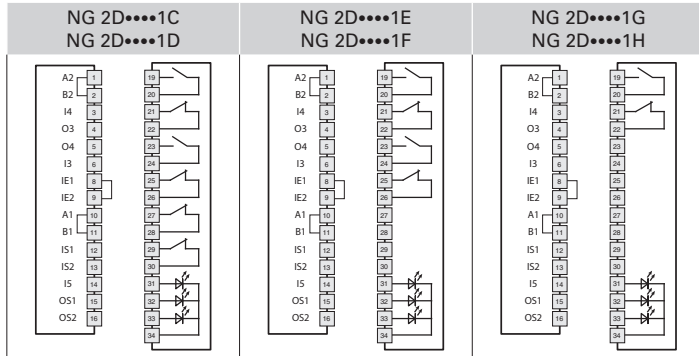 NG 2D••••1C
NG 2D••••1D
NG 2D••••1E
NG 2D••••1F
NG 2D••••1G
NG 2D••••1H
A2 1 19
B2 2 20
I4 3 21
O3 4 22
O4 5 23
I3 6 24
IE1 8 25
IE2 9 26
A1 10 27
B1 11 28
IS1 12 29
IS2 13 30
I5 14 31
OS1 15 32
OS2 16 33
34
A2 1 19
B2 2 20
I4 3 21
O3 4 22
O4 5 23
I3 6 24
IE1 8 25
IE2 9 26
A1 10 27
B1 11 28
IS1 12 29
IS2 13 30
I5 14 31
OS1 15 32
OS2 16 33
34
A2 1 19
B2 2 20
I4 3 21
O3 4 22
O4 5 23
I3 6 24
IE1 8 25
IE2 9 26
A1 10 27
B1 11 28
IS1 12 29
IS2 13 30
I5 14 31
OS1 15 32
OS2 16 33
34